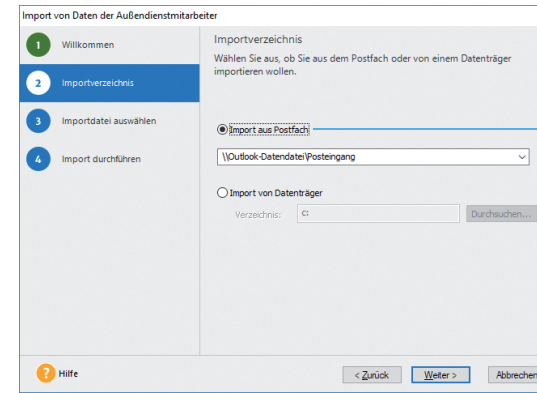 Import von Daten der Außendienstmitarbeiter
1 Willkommen
2 Importverzeichnis
3 Importdatei auswählen
4 Import durchführen
Importverzeichnis
Wählen Sie aus, ob Sie aus dem Postfach oder von einem Datenträger
importieren wollen.
Import aus Postfach
\\Outlook-Datendatei\Posteingang
Import von Datenträger
Verzeichnis: C: Durchsuchen...
? Hilfe
< Zurück Weiter > Abbrechen